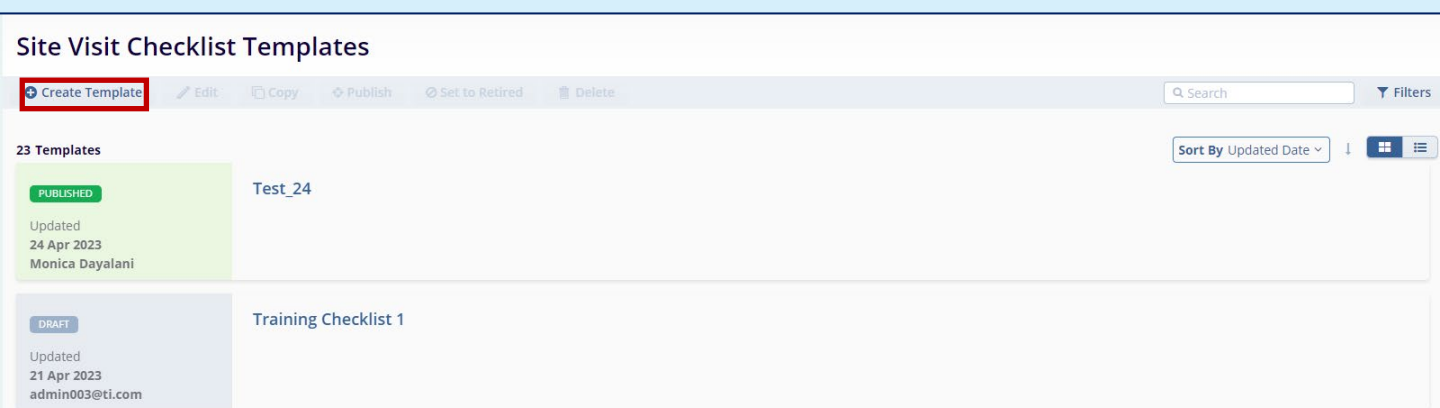 Site Visit Checklist Templates
Create Template Edit Copy Publish Set to Retired Delete Search Filters
23 Templates Sort By Updated Date
PUBLISHED Test_24
Updated
24 Apr 2023
Monica Dayalani
DRAFT Training Checklist 1
Updated
21 Apr 2023
admin003@ti.com